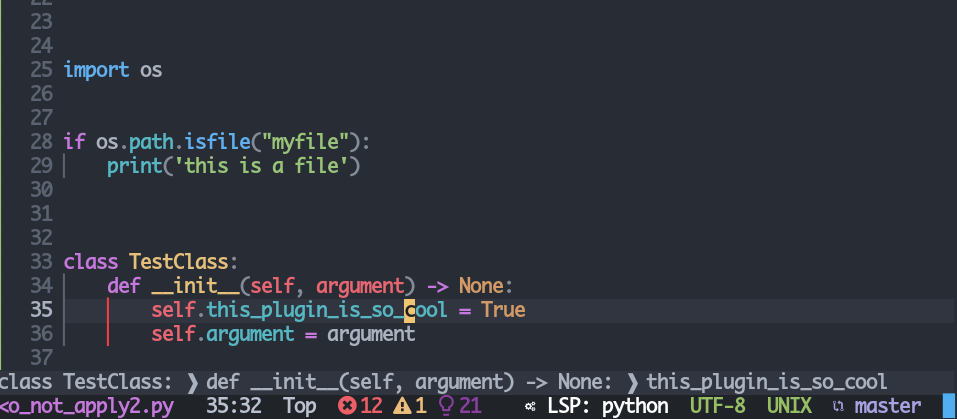 22
23
24
25 import os
26
27
28 if os.path.isfile("myfile"):
29 print('this is a file')
30
31
32
33 class TestClass:
34 def __init__(self, argument) -> None:
35 self.this_plugin_is_so_cool = True
36 self.argument = argument
37
class TestClass: ❯ def __init__(self, argument) -> None: ❯ this_plugin_is_so_cool
<o_not_apply2.py 35:32 Top 12 1 21 LSP: python UTF-8 UNIX master